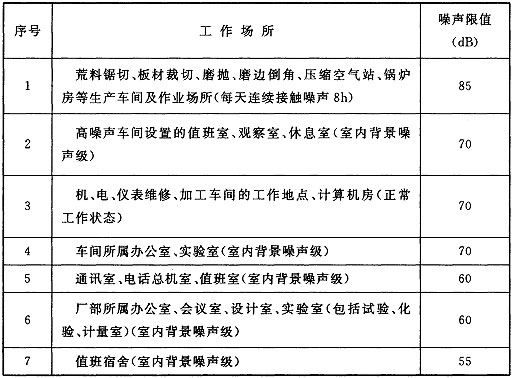 序号 工作场所 噪声限值
(dB)
1 荒料锯切、板材裁切、磨抛、磨边倒角、压缩空气站、锅炉 85
房等生产车间及作业场所(每天连续接触噪声8h)
2 高噪声车间设置的值班室、观察室、休息室(室内背景噪 70
声级)
3 机、电、仪表维修、加工车间的工作地点、计算机房(正常 70
工作状态)
4 车间所属办公室、实验室(室内背景噪声级) 70
5 通讯室、电话总机室、值班室(室内背景噪声级) 60
6 厂部所属办公室、会议室、设计室、实验室(包括试验、化 60
验、计量室)(室内背景噪声级)
7 值班宿舍(室内背景噪声级) 55